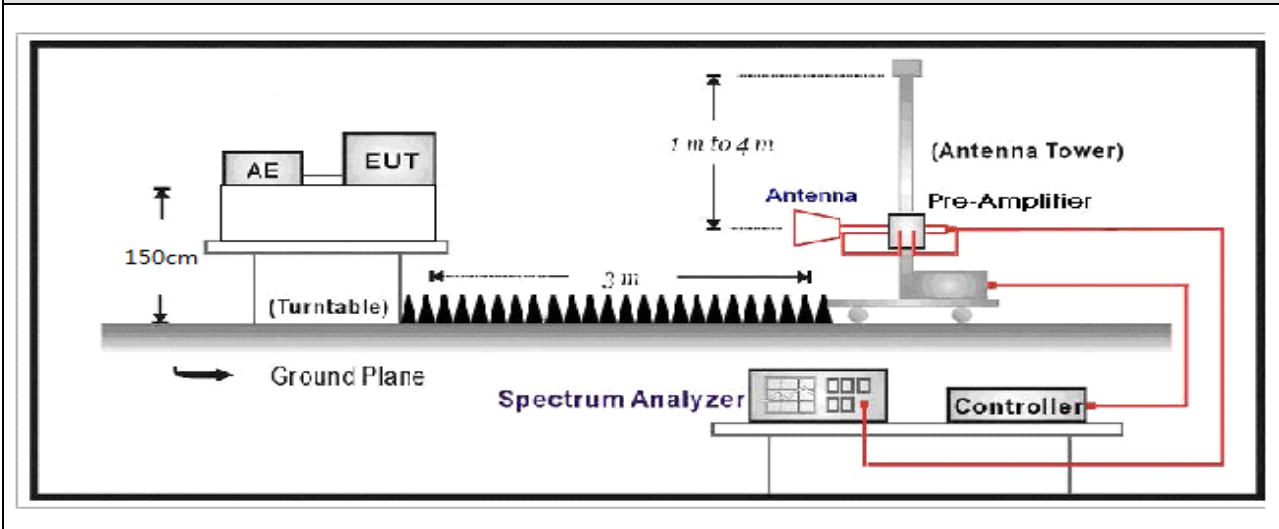 1 m to 4 m
(Antenna Tower)
AE
EUT
Antenna
Pre-Amplifier
150cm
3 m
(Turntable)
Ground Plane
Spectrum Analyzer
Controller